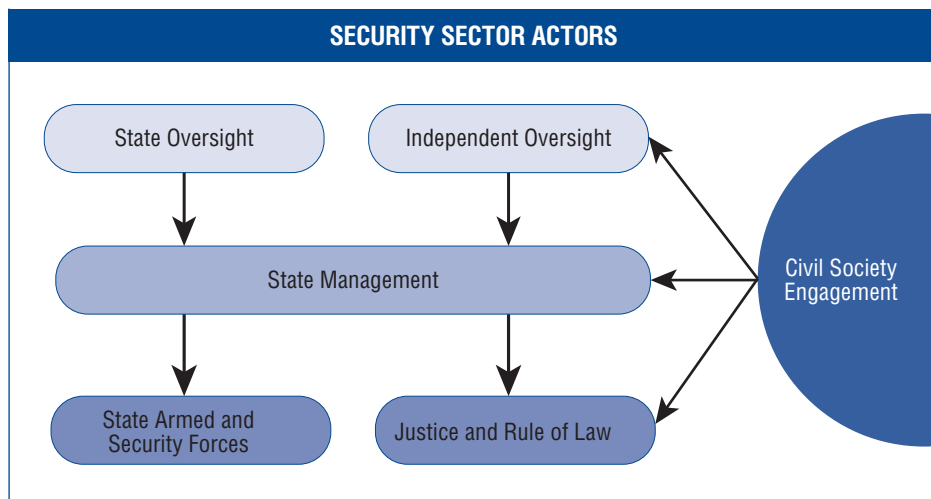 SECURITY SECTOR ACTORS
State Oversight
Independent Oversight
State Management
Civil Society
Engagement
State Armed and
Security Forces
Justice and Rule of Law